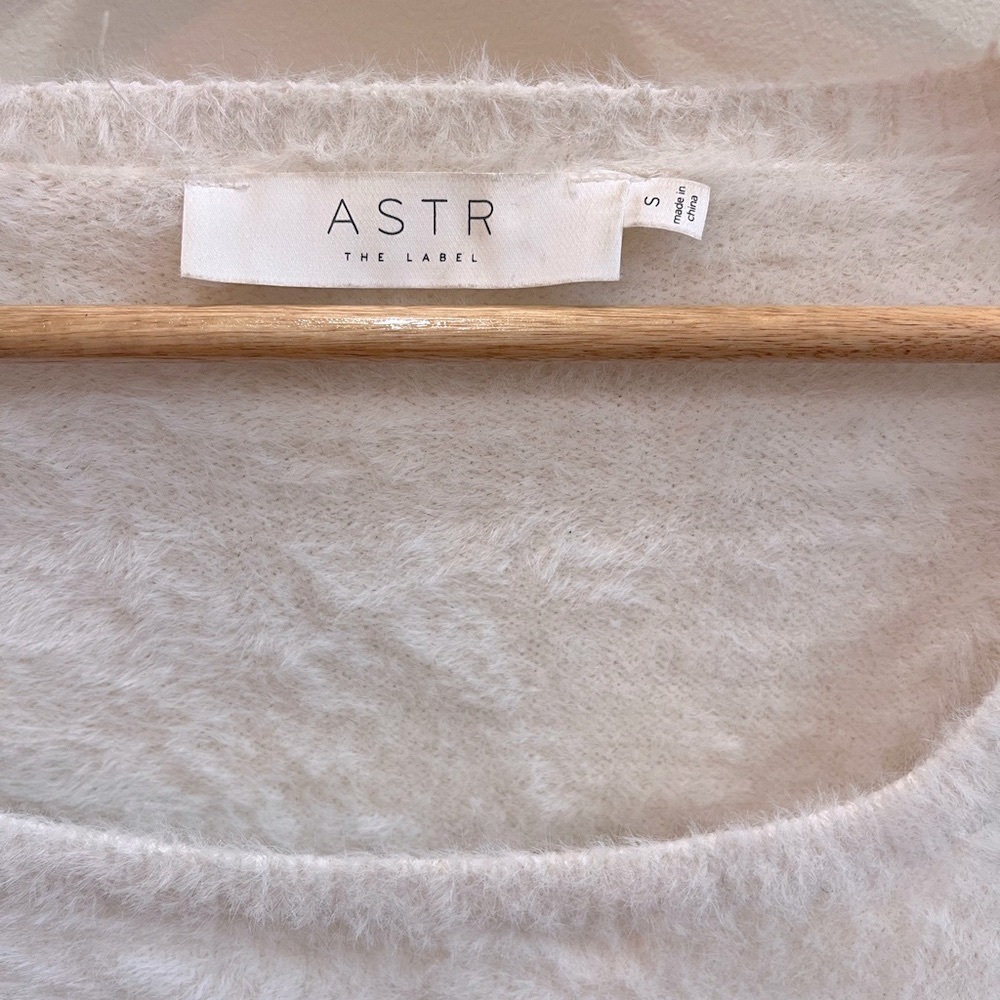 ASTR
THE LABEL
S
made in
china